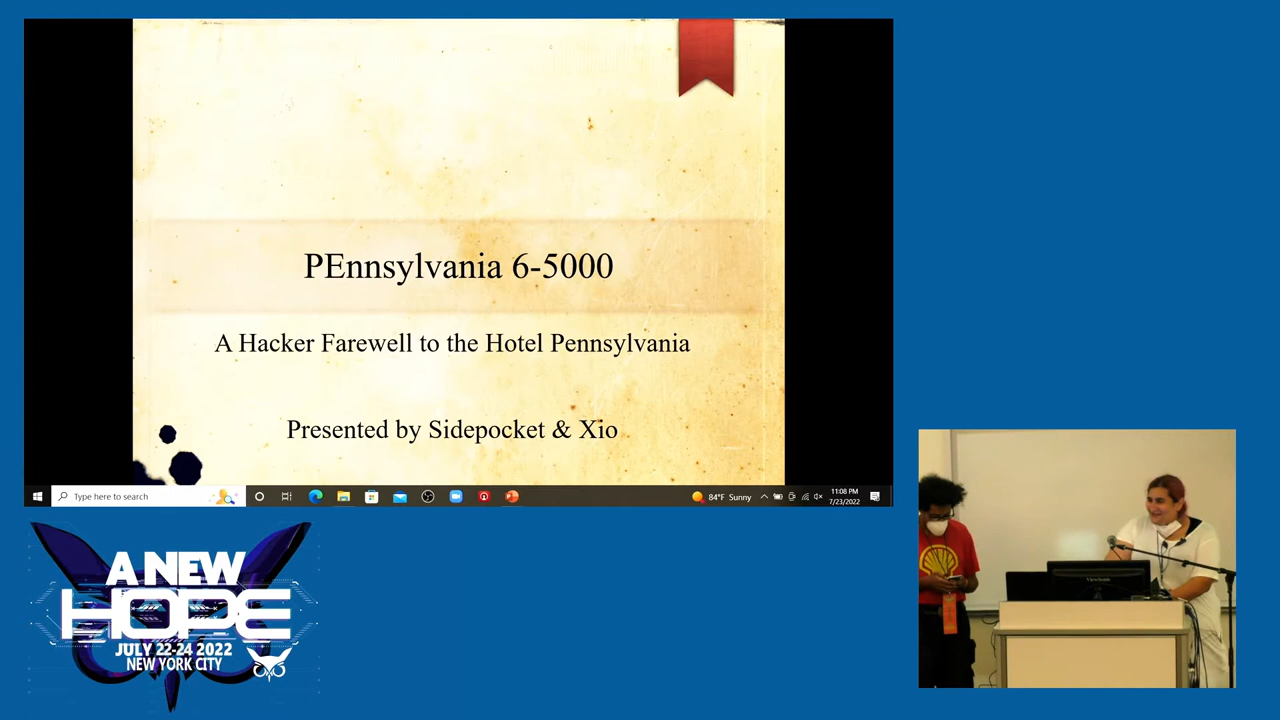 PEnnsylvania 6-5000
A Hacker Farewell to the Hotel Pennsylvania
Presented by Sidepocket & Xio
Type here to search
84°F Sunny
11:08 PM
7/23/2022
A NEW
HOPE
JULY 22-24 2022
NEW YORK CITY
ViewSonic